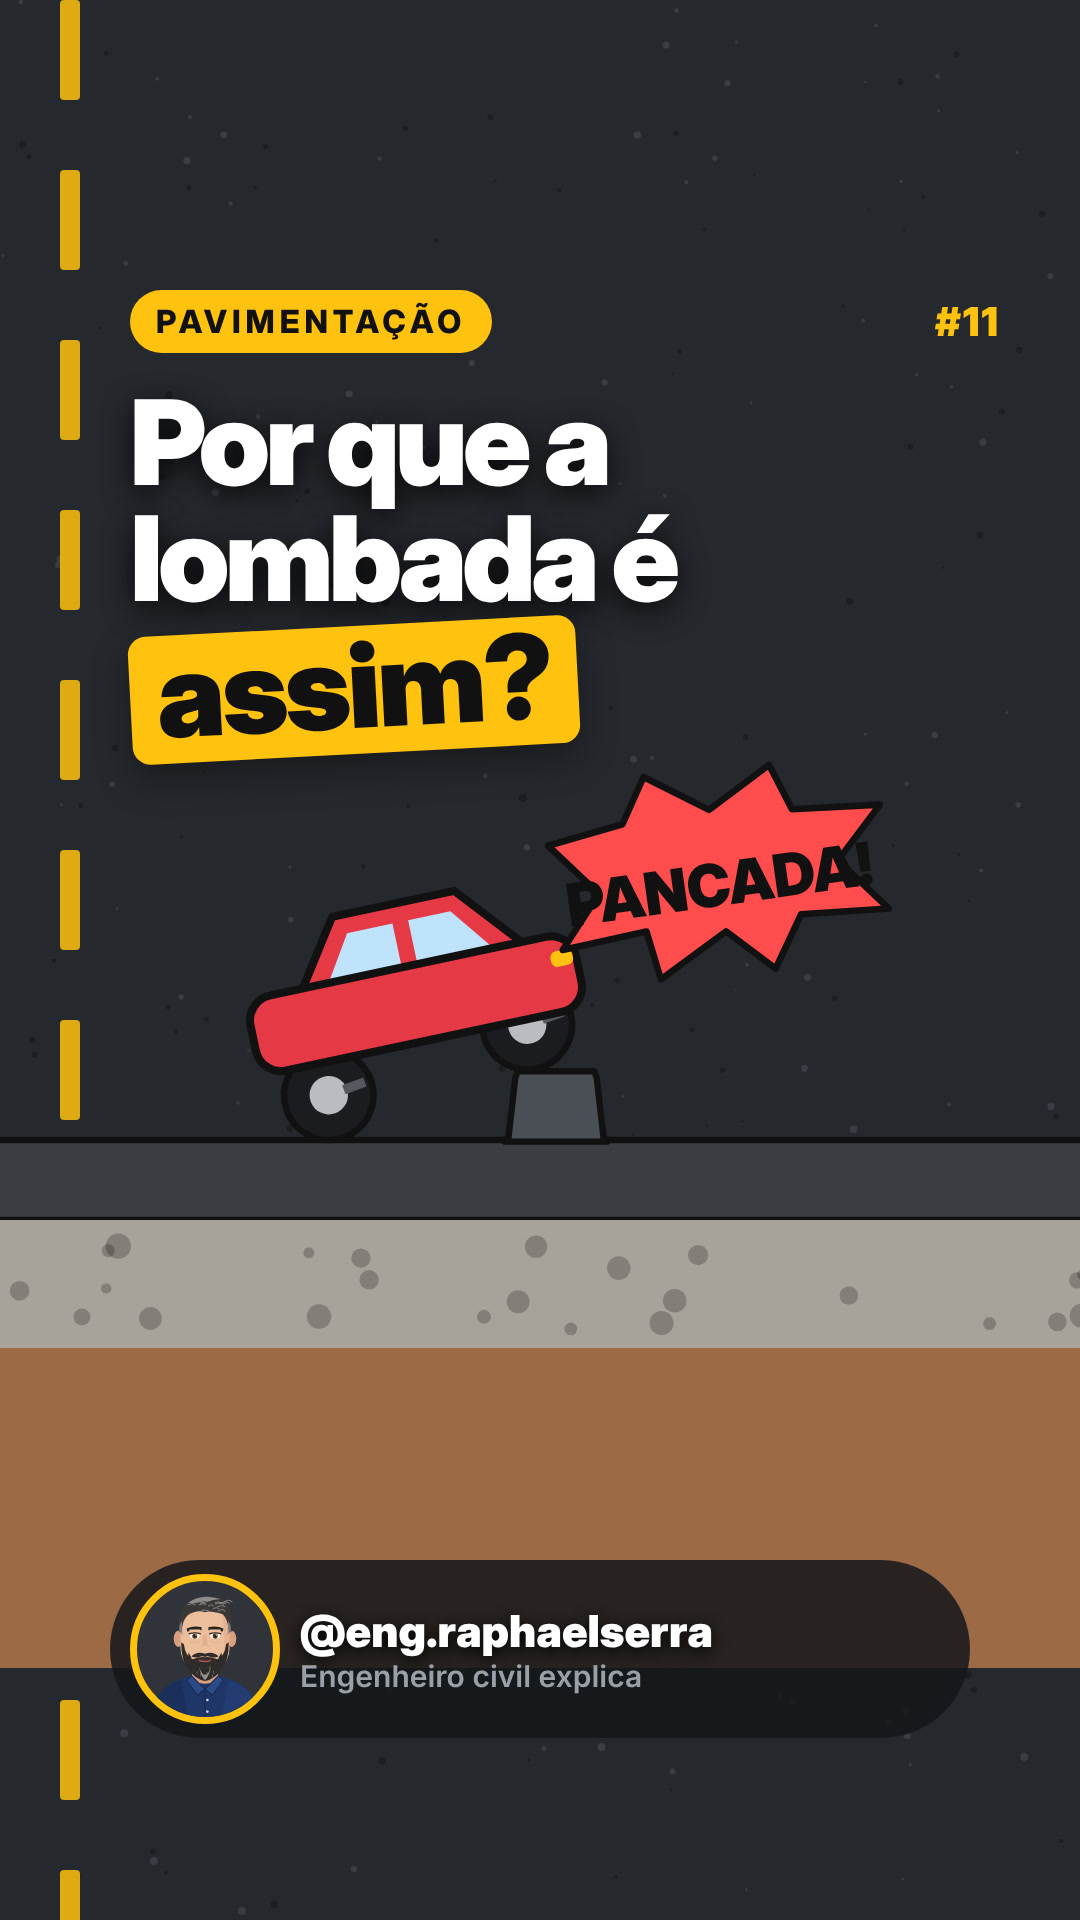 PAVIMENTAÇÃO
#11
Por que a
lombada é
assim?
PANCADA!
@eng.raphaelserra
Engenheiro civil explica